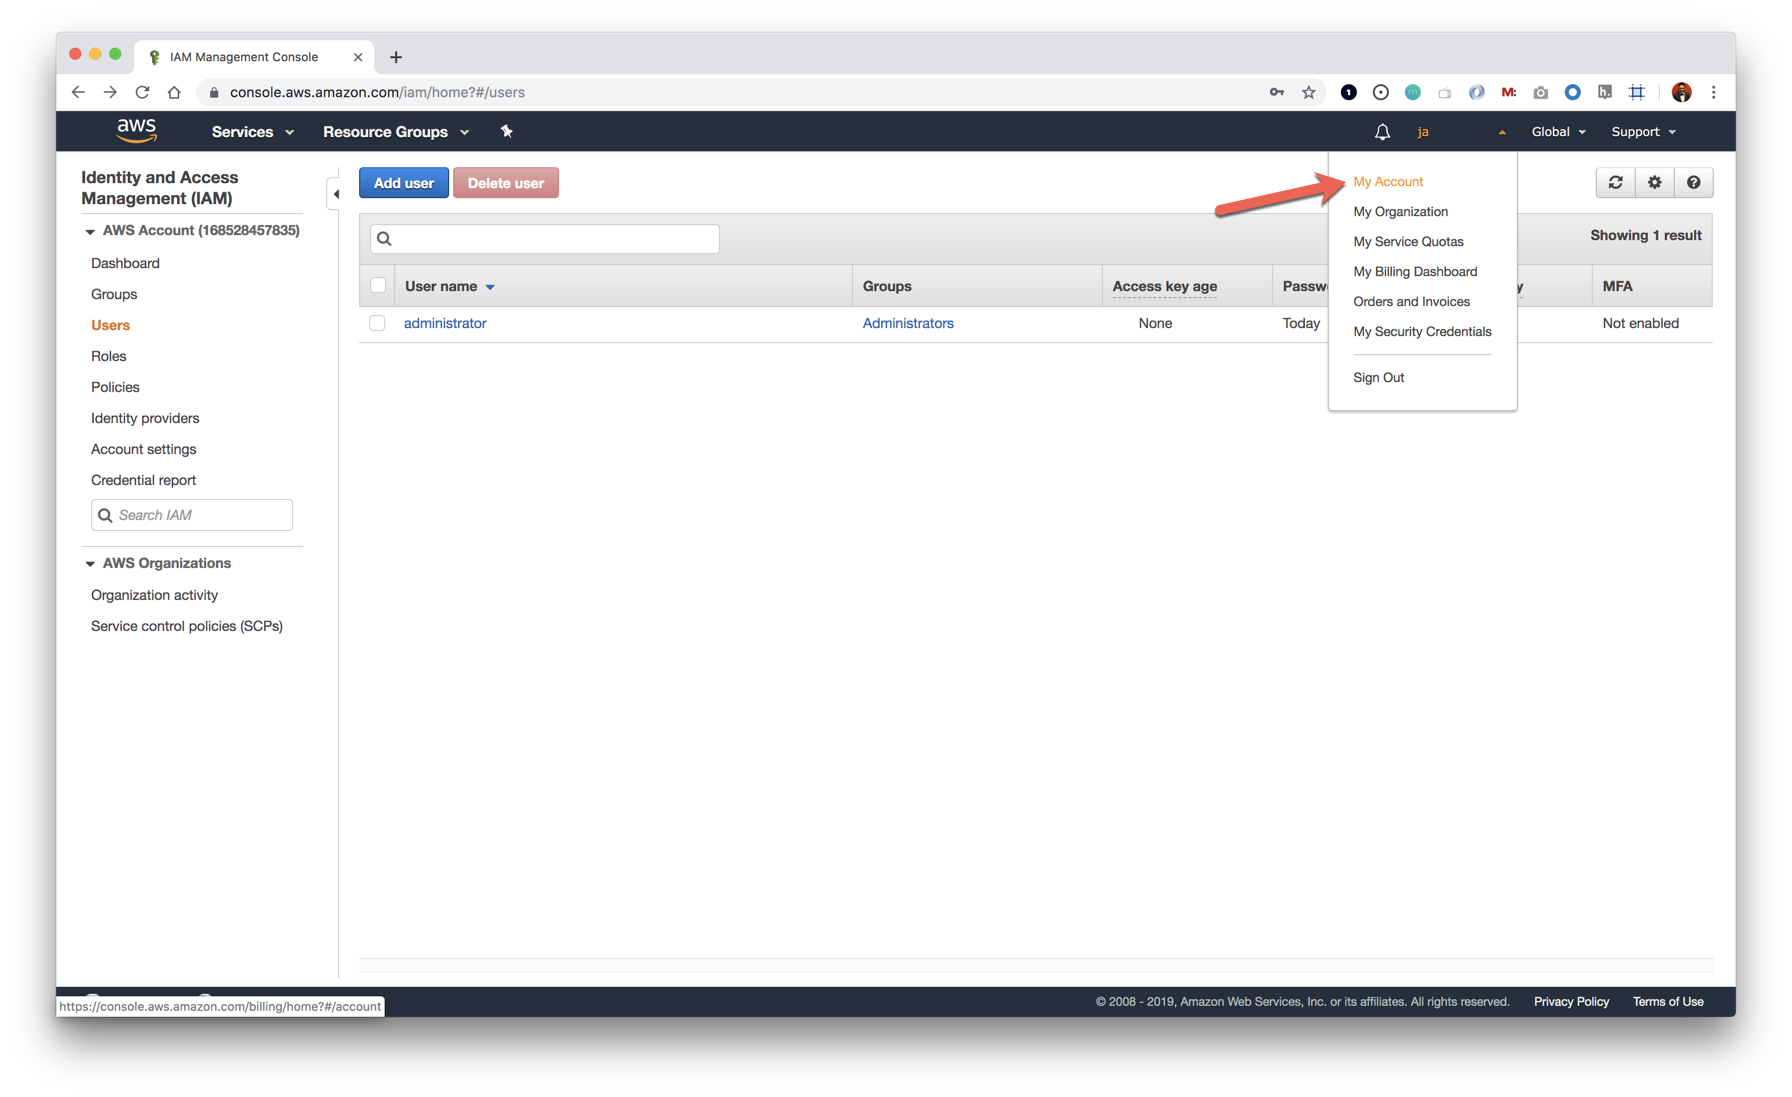 IAM Management Console
console.aws.amazon.com/iam/home?#/users
1
M:
h.
aws
Services
Resource Groups
ja
Global
Support
Identity and Access
Management (IAM)
AWS Account (168528457835)
Dashboard
Groups
Users
Roles
Policies
Identity providers
Account settings
Credential report
Search IAM
AWS Organizations
Organization activity
Service control policies (SCPs)
Add user
Delete user
Showing 1 result
User name
Groups
Access key age
Passw
y
MFA
administrator
Administrators
None
Today
Not enabled
My Account
My Organization
My Service Quotas
My Billing Dashboard
Orders and Invoices
My Security Credentials
Sign Out
https://console.aws.amazon.com/billing/home?#/account
© 2008 - 2019, Amazon Web Services, Inc. or its affiliates. All rights reserved.
Privacy Policy
Terms of Use